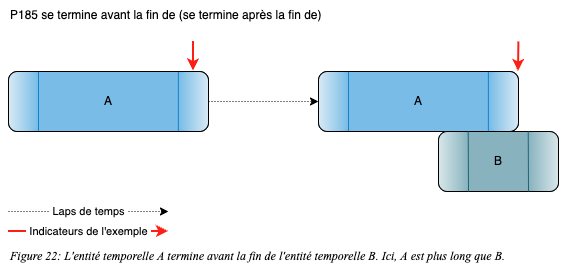 P185 se termine avant la fin de (se termine après la fin de)
A
A
B
Laps de temps
Indicateurs de l'exemple
Figure 22: L'entité temporelle A termine avant la fin de l'entité temporelle B. Ici, A est plus long que B.